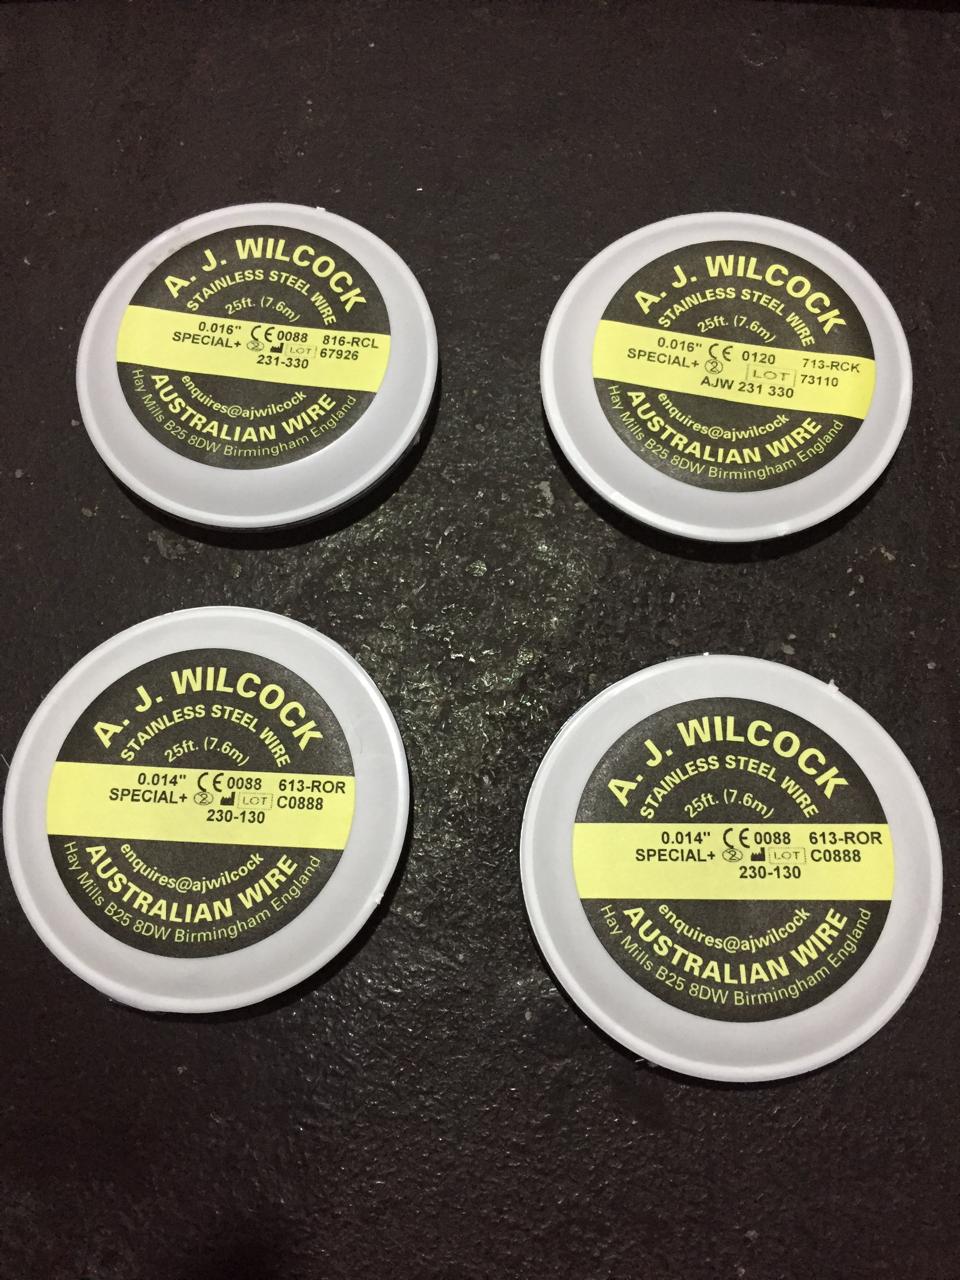 A. J. WILCOCK
STAINLESS STEEL WIRE
25ft. (7.6m)
0.016" CE 0088 816-RCL
SPECIAL+ 2 LOT 67926
231-330
enquires@ajwilcock
AUSTRALIAN WIRE
Hay Mills B25 8DW Birmingham England
A. J. WILCOCK
STAINLESS STEEL WIRE
25ft. (7.6m)
0.016" CE 0120 713-RCK
SPECIAL+ 2 LOT 73110
AJW 231 330
enquires@ajwilcock
AUSTRALIAN WIRE
Hay Mills B25 8DW Birmingham England
A. J. WILCOCK
STAINLESS STEEL WIRE
25ft. (7.6m)
0.014" CE 0088 613-ROR
SPECIAL+ 2 LOT C0888
230-130
enquires@ajwilcock
AUSTRALIAN WIRE
Hay Mills B25 8DW Birmingham England
A. J. WILCOCK
STAINLESS STEEL WIRE
25ft. (7.6m)
0.014" CE 0088 613-ROR
SPECIAL+ 2 LOT C0888
230-130
enquires@ajwilcock
AUSTRALIAN WIRE
Hay Mills B25 8DW Birmingham England